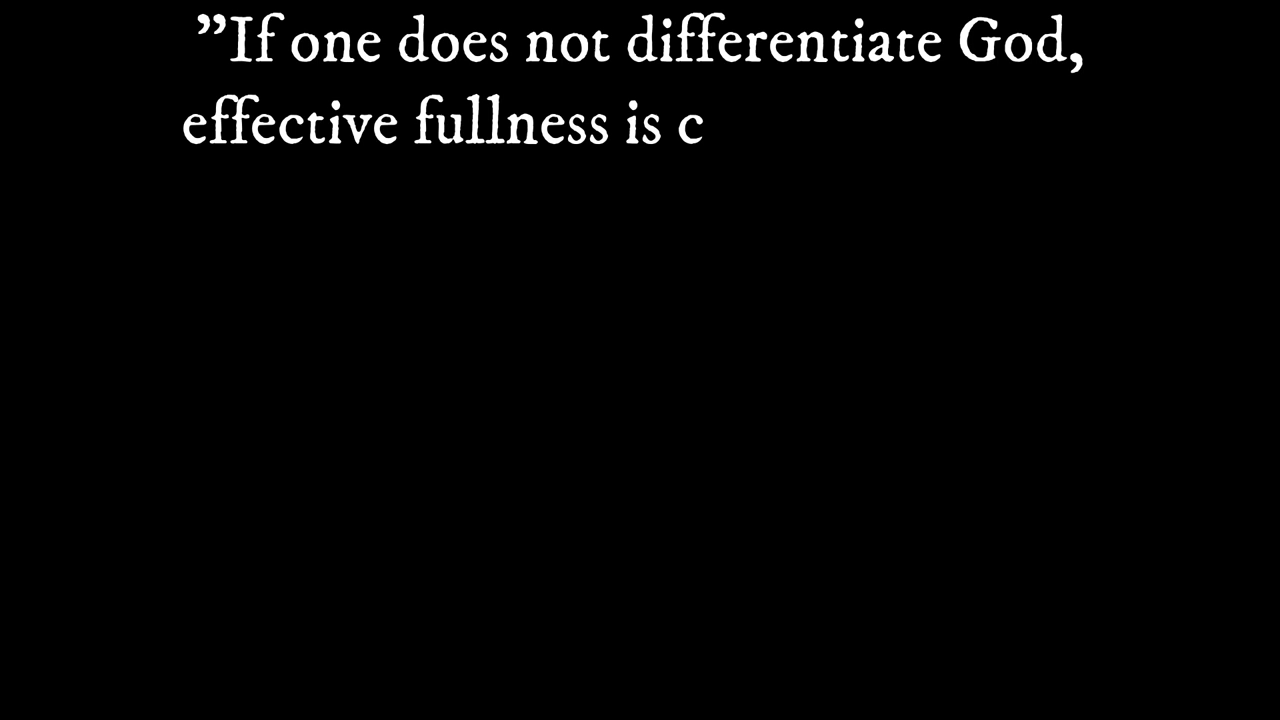 ”If one does not differentiate God,
effective fullness is c